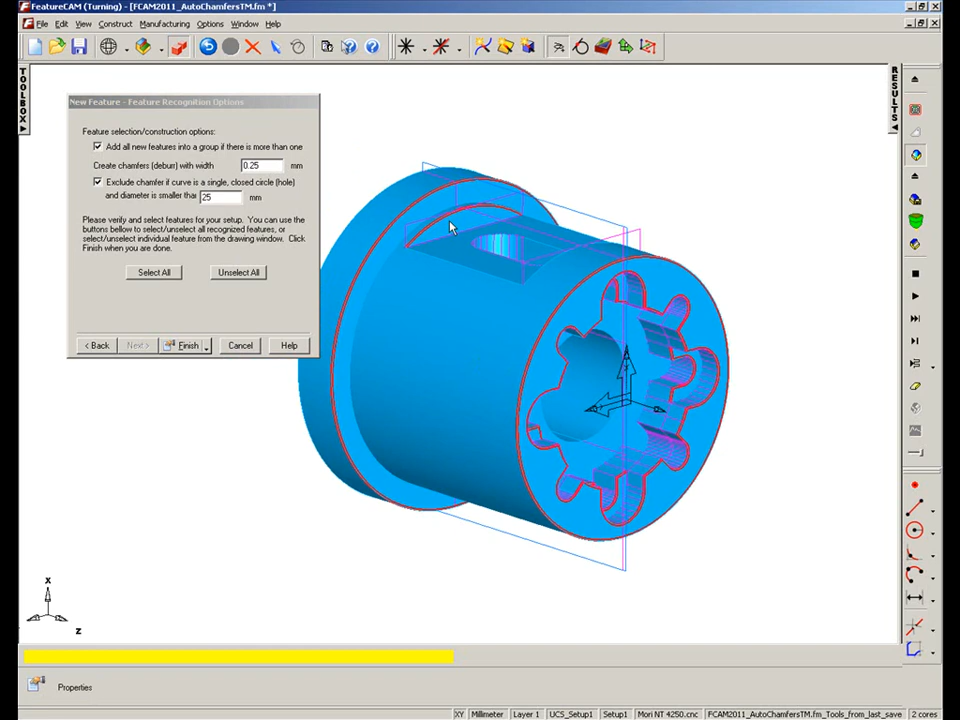 FeatureCAM (Turning) - [FCAM2011_AutoChamfersTM.fm *]
File Edit View Construct Manufacturing Options Window Help
TOOLBOX
RESULTS
New Feature - Feature Recognition Options
Feature selection/construction options:
Add all new features into a group if there is more than one
Create chamfers (deburr) with width 0.25 mm
Exclude chamfer if curve is a single, closed circle (hole)
and diameter is smaller thar 25 mm
Please verify and select features for your setup. You can use the
buttons bellow to select/unselect all recognized features, or
select/unselect individual feature from the drawing window. Click
Finish when you are done.
Select All Unselect All
< Back Next > Finish Cancel Help
X
Z
Properties
XY Millimeter Layer 1 UCS_Setup1 Setup1 Mori NT 4250.cnc FCAM2011_AutoChamfersTM.fm_Tools_from_last_save 2 cores